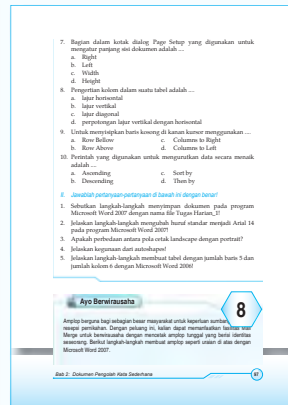 7. Bagian dalam kotak dialog Page Setup yang digunakan untuk
mengatur panjang sisi dokumen adalah ....
a. Right
b. Left
c. Width
d. Height
8. Pengertian kolom dalam suatu tabel adalah ....
a. lajur horisontal
b. lajur vertikal
c. lajur diagonal
d. perpotongan lajur vertikal dengan horisontal
9. Untuk menyisipkan baris kosong di kanan kursor menggunakan ....
a. Row Bellow c. Columns to Right
b. Row Above d. Columns to Left
10. Perintah yang digunakan untuk mengurutkan data secara menaik
adalah ....
a. Ascending c. Sort by
b. Descending d. Then by
II. Jawablah pertanyaan-pertanyaan di bawah ini dengan benar!
1. Sebutkan langkah-langkah menyimpan dokumen pada program
Microsoft Word 2007 dengan nama file Tugas Harian_1!
2. Jelaskan langkah-langkah mengubah huruf standar menjadi Arial 14
pada program Microsoft Word 2007!
3. Apakah perbedaan antara pola cetak landscape dengan portrait?
4. Jelaskan kegunaan dari autoshapes!
5. Jelaskan langkah-langkah membuat tabel dengan jumlah baris 5 dan
jumlah kolom 6 dengan Microsoft Word 2006!
Ayo Berwirausaha
8
Amplop berguna bagi sebagian besar masyarakat untuk keperluan
resepsi pernikahan. Dengan peluang ini, kalian dapat memanfaatkan fasilitas
Merge untuk berwirausaha dengan mencetak amplop tunggal yang berisi identitas
seseorang. Berikut langkah-langkah membuat amplop seperti uraian di atas dengan
Microsoft Word 2007.
Bab 2: Dokumen Pengolah Kata Sederhana
97